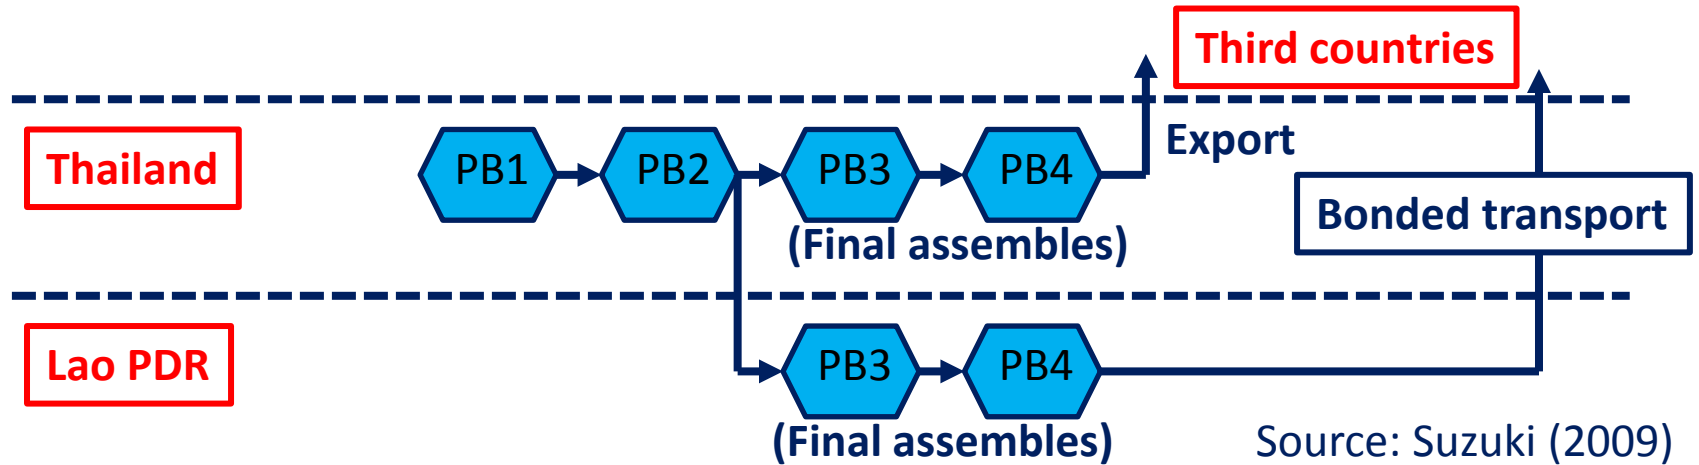 Third countries
Thailand
PB1
PB2
PB3
PB4
Export
(Final assembles)
Bonded transport
Lao PDR
PB3
PB4
(Final assembles)
Source: Suzuki (2009)